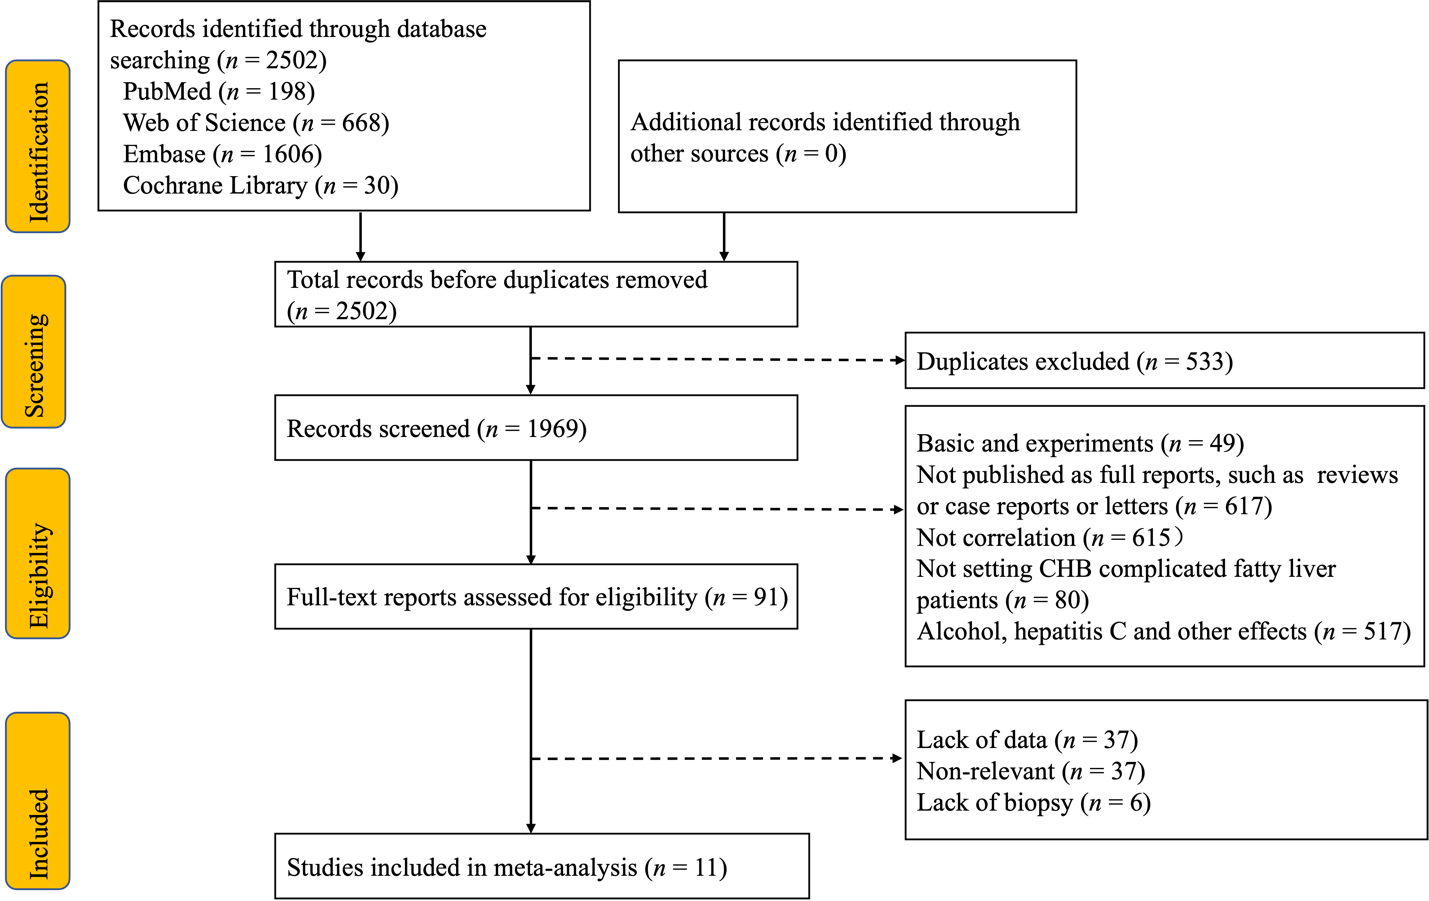 Identification
Records identified through database
searching (n = 2502)
PubMed (n = 198)
Web of Science (n = 668)
Embase (n = 1606)
Cochrane Library (n = 30)
Additional records identified through
other sources (n = 0)
Screening
Total records before duplicates removed
(n = 2502)
Duplicates excluded (n = 533)
Records screened (n = 1969)
Eligibility
Basic and experiments (n = 49)
Not published as full reports, such as  reviews
or case reports or letters (n = 617)
Not correlation (n = 615）
Not setting CHB complicated fatty liver
patients (n = 80)
Alcohol, hepatitis C and other effects (n = 517)
Full-text reports assessed for eligibility (n = 91)
Included
Lack of data (n = 37)
Non-relevant (n = 37)
Lack of biopsy (n = 6)
Studies included in meta-analysis (n = 11)